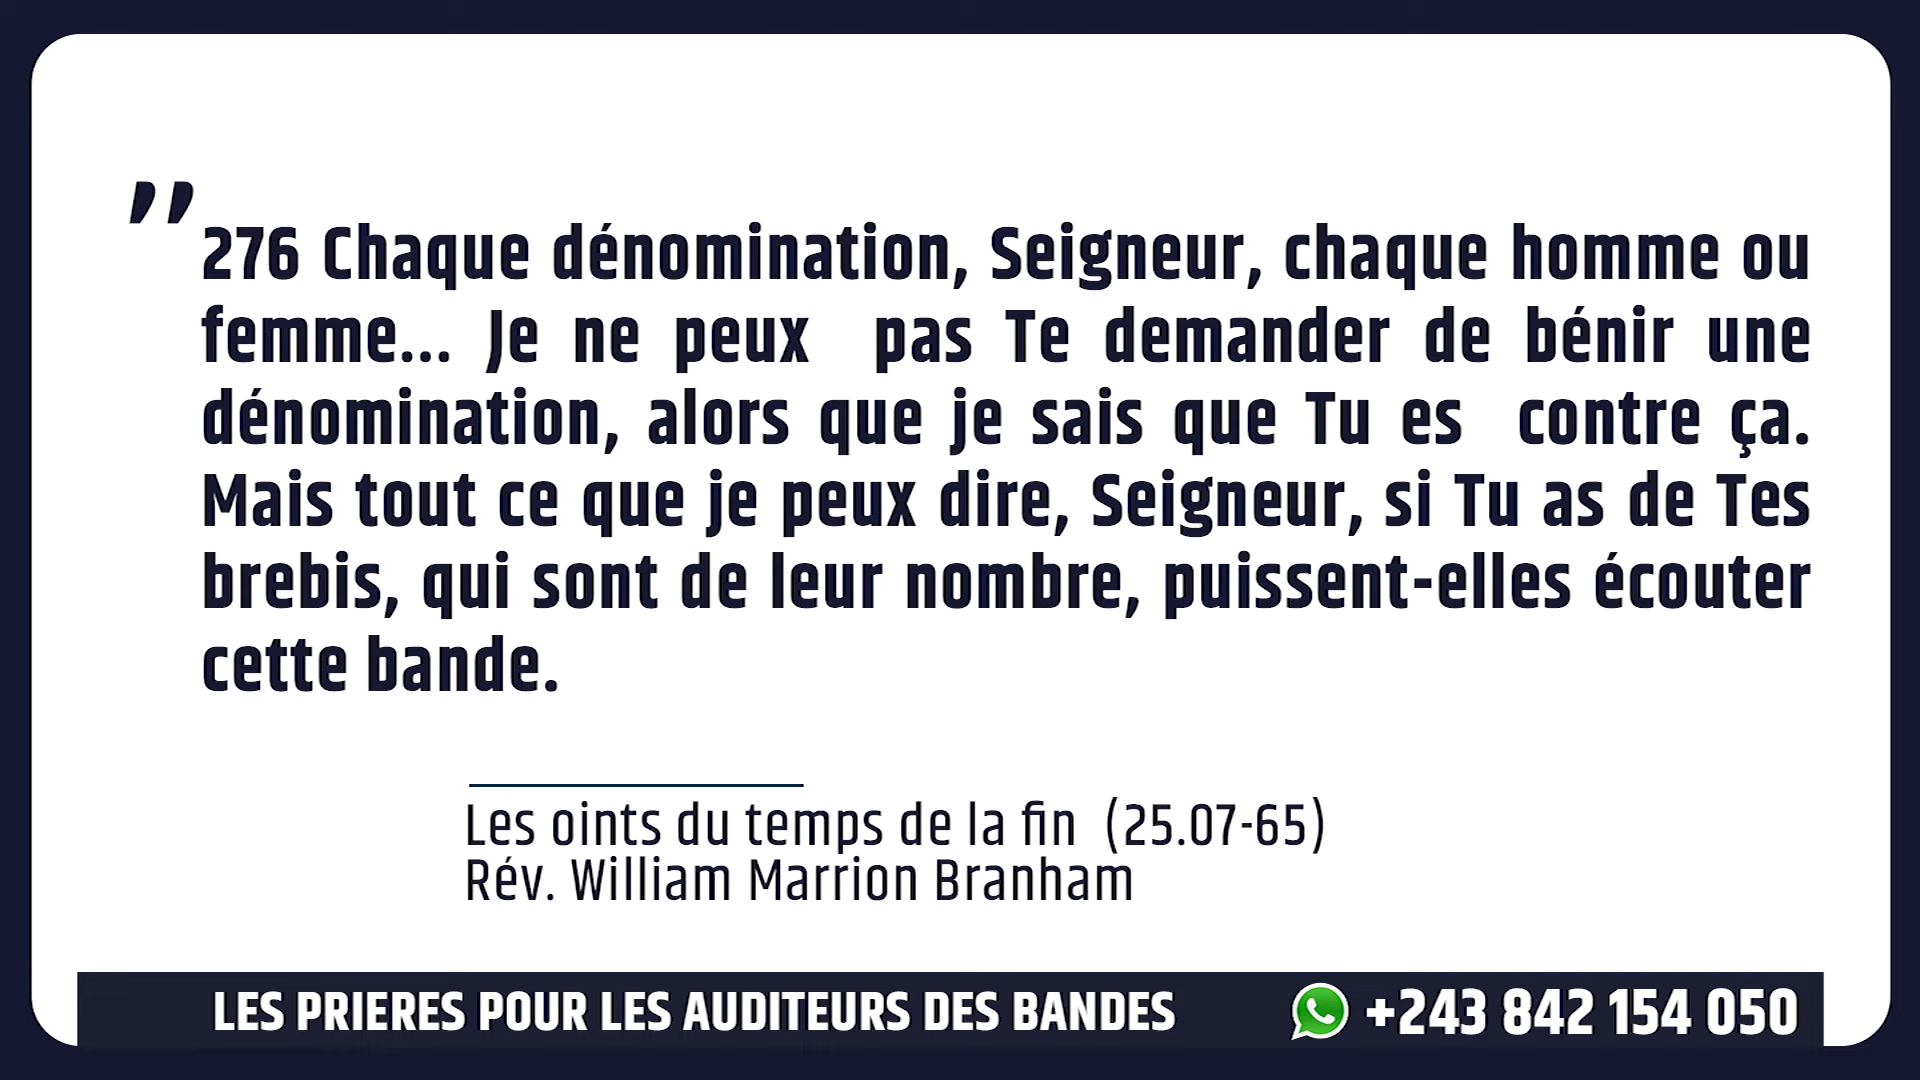 276 Chaque dénomination, Seigneur, chaque homme ou
femme... Je ne peux pas Te demander de bénir une
dénomination, alors que je sais que Tu es contre ça.
Mais tout ce que je peux dire, Seigneur, si Tu as de Tes
brebis, qui sont de leur nombre, puissent-elles écouter
cette bande.
Les oints du temps de la fin (25.07-65)
Rév. William Marrion Branham
LES PRIERES POUR LES AUDITEURS DES BANDES +243 842 154 050